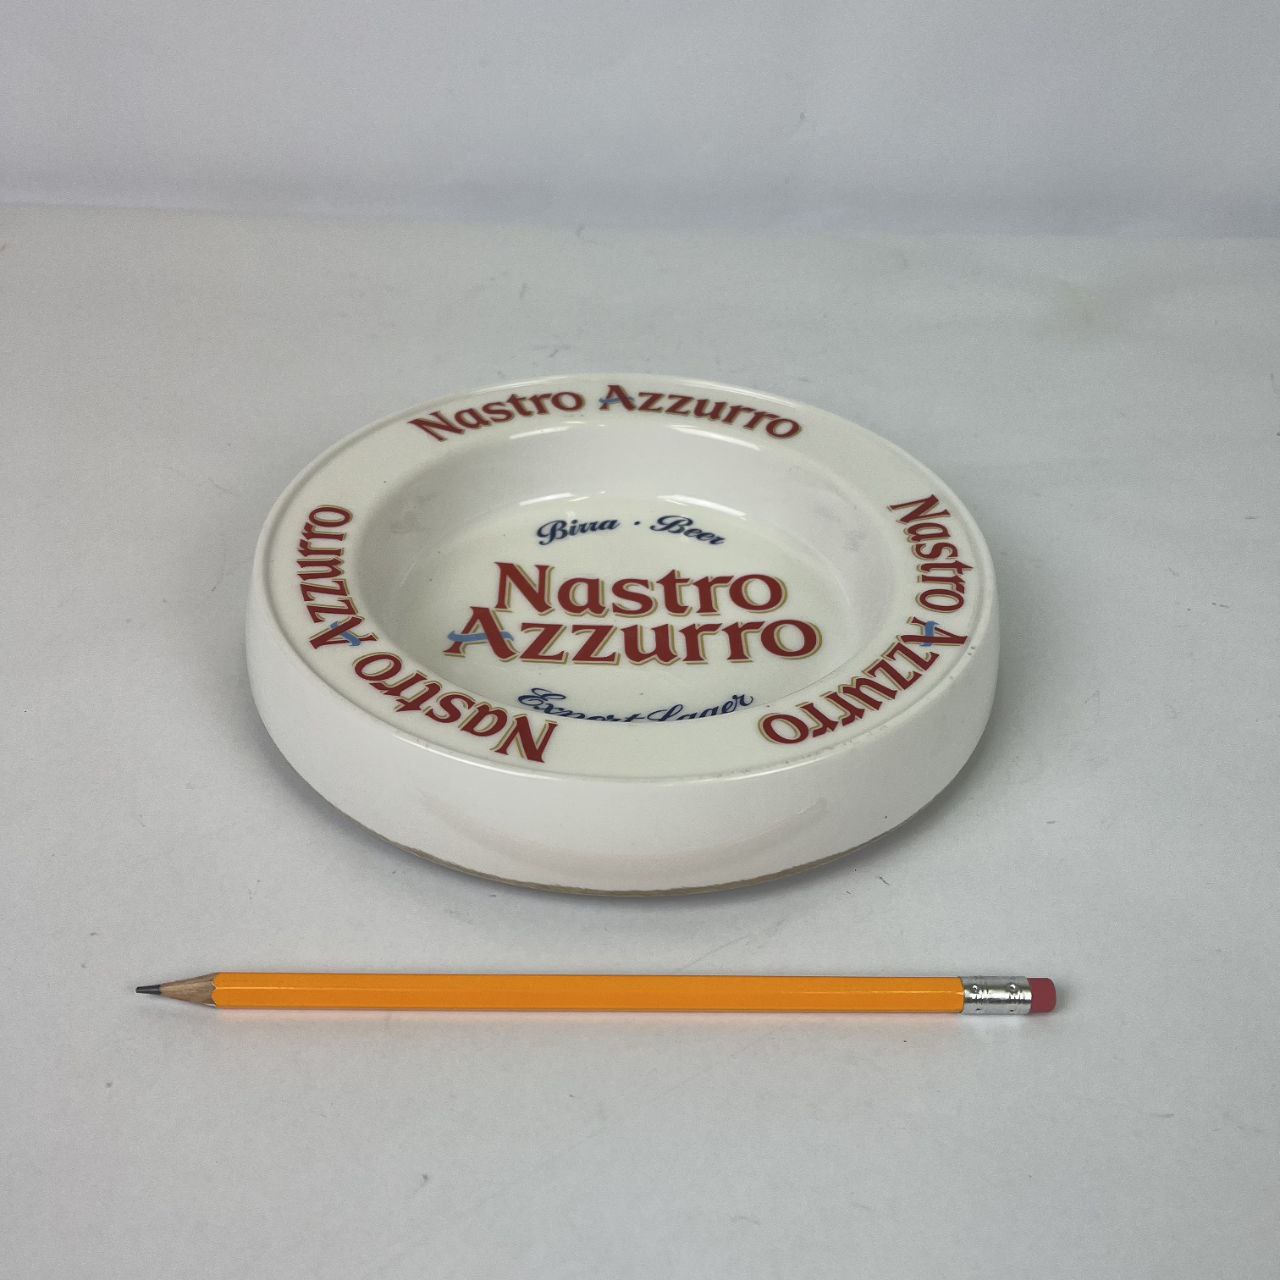 Nastro Azzurro
Nastro Azzurro
Nastro Azzurro
Birra · Beer
Nastro
Azzurro
Export Lager